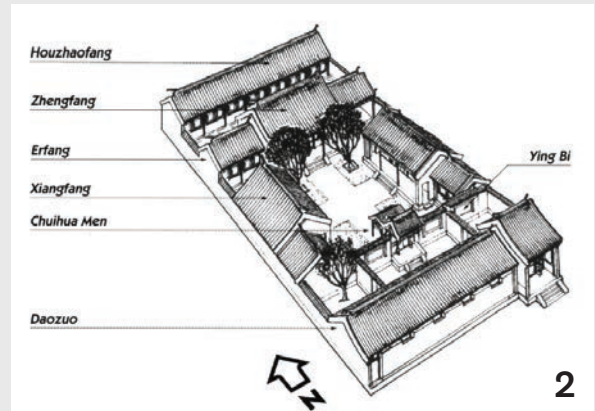 Houzhaofang
Zhengfang
Erfang
Xiangfang
Ying Bi
Chuihua Men
Daozuo
N
2